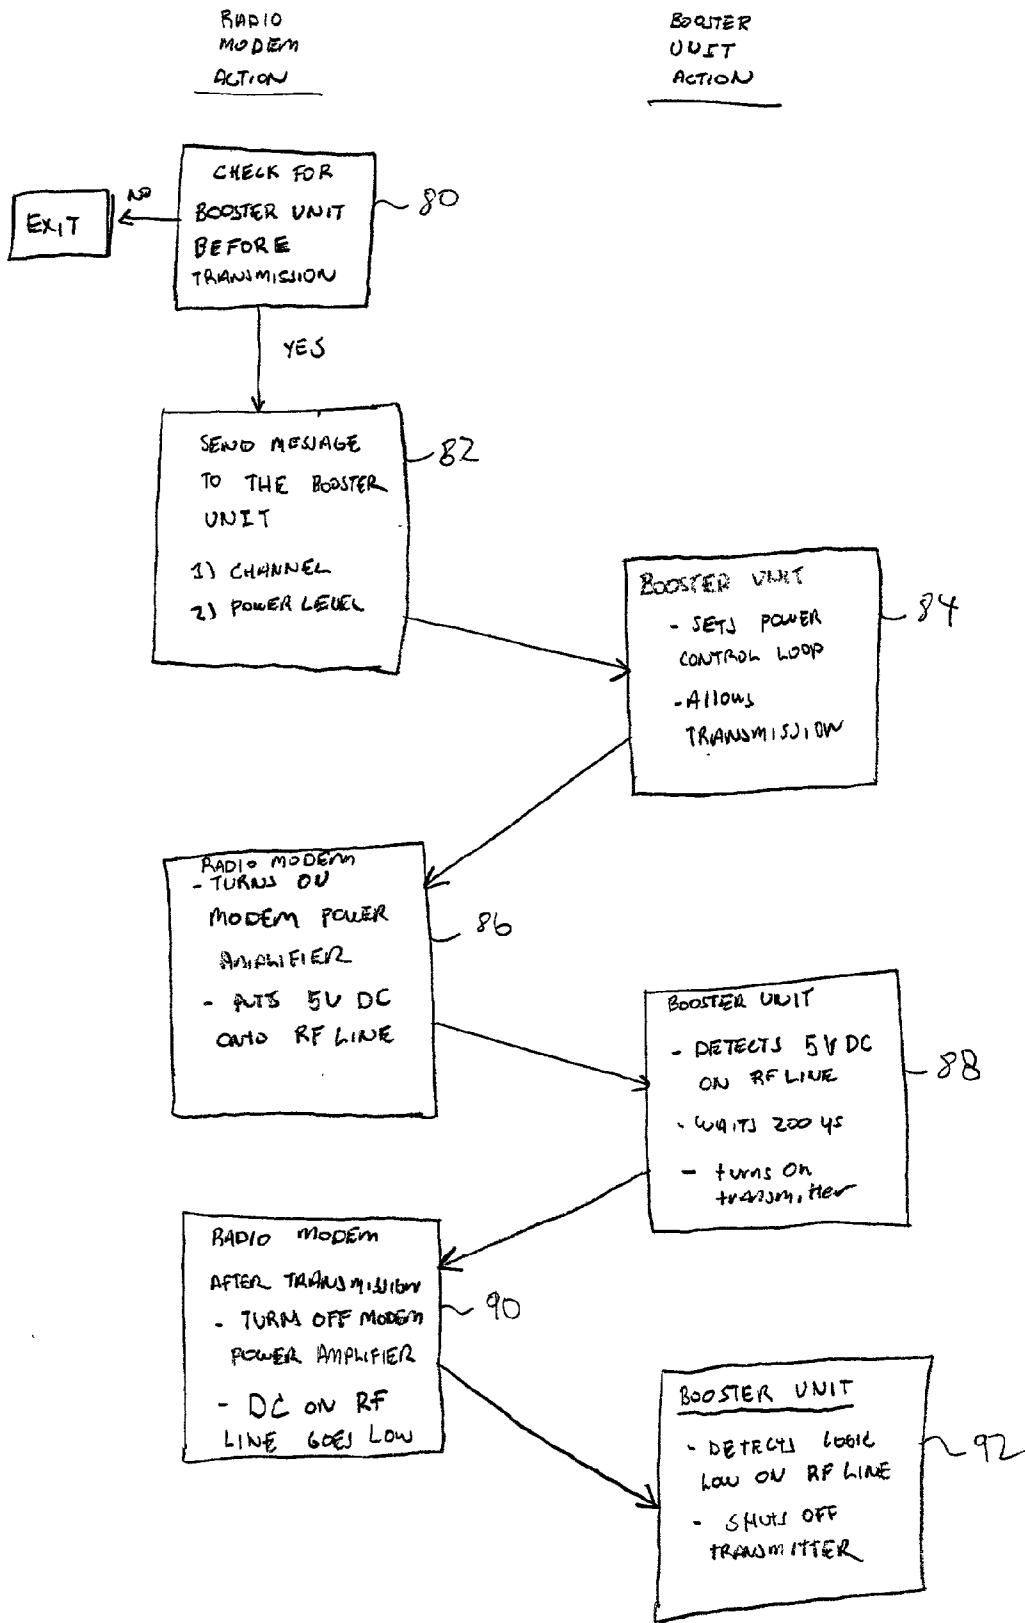 RADIO
MODEM
ACTION
BOOSTER
UNIT
ACTION
CHECK FOR
BOOSTER UNIT
BEFORE
TRANSMISSION
80
NO
EXIT
YES
SEND MESSAGE
TO THE BOOSTER
UNIT
1) CHANNEL
2) POWER LEVEL
82
BOOSTER UNIT
- SETS POWER
CONTROL LOOP
- Allows
TRANSMISSION
84
RADIO MODEM
- TURNS ON
MODEM POWER
AMPLIFIER
- PUTS 5V DC
ONTO RF LINE
86
BOOSTER UNIT
- DETECTS 5V DC
ON RF LINE
- WAITS 200 μs
- turns On
transmitter
88
RADIO MODEM
AFTER TRANSMISSION
- TURNS OFF MODEM
POWER AMPLIFIER
- DC ON RF
LINE GOES LOW
90
BOOSTER UNIT
- DETECTS LOGIC
LOW ON RF LINE
- SHUTS OFF
TRANSMITTER
92